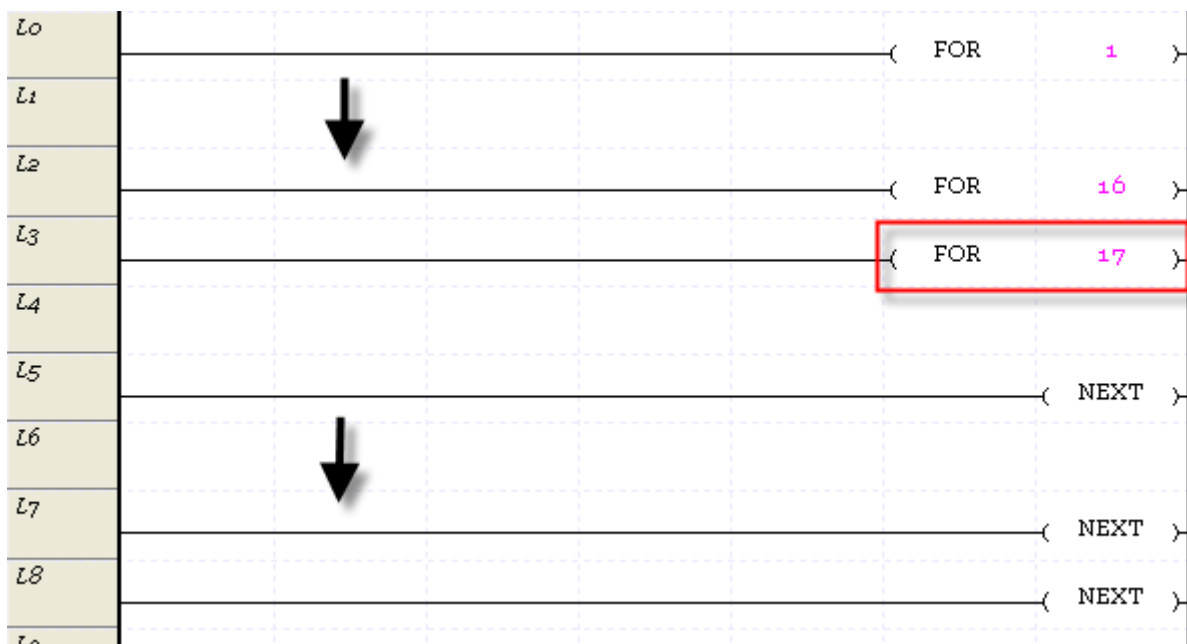 L0 FOR 1
L1
L2 FOR 16
L3 FOR 17
L4
L5 NEXT
L6
L7 NEXT
L8 NEXT